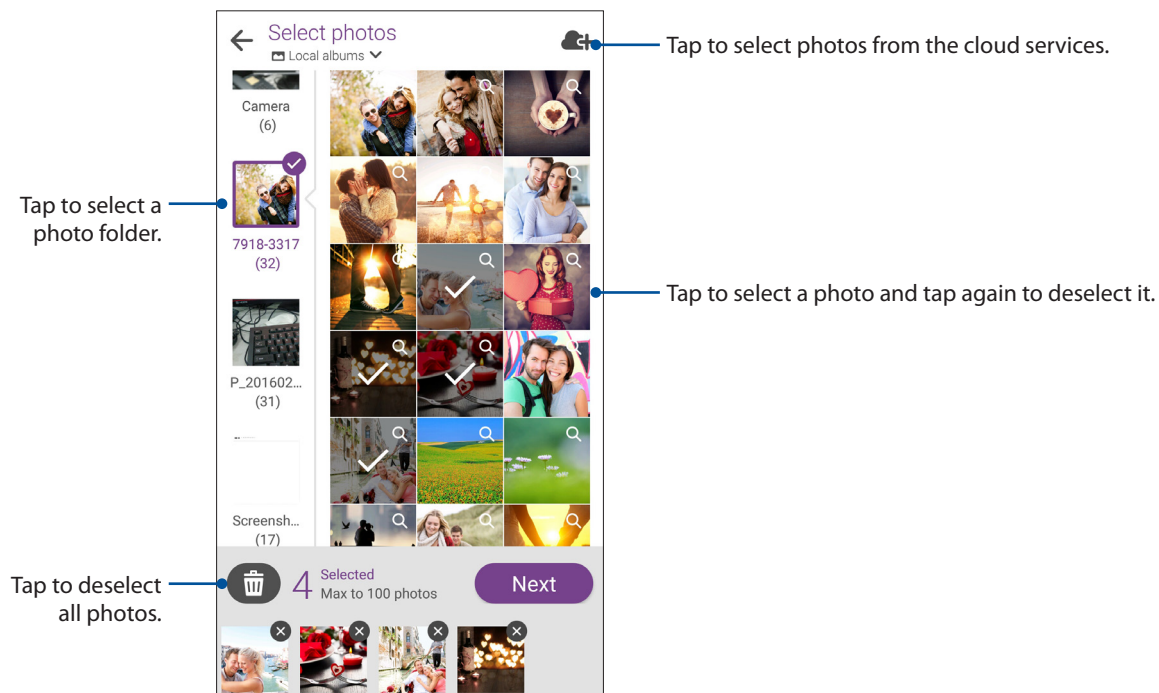 Select photos
Local albums
Tap to select photos from the cloud services.
Camera
(6)
Tap to select a
photo folder.
7918-3317
(32)
Tap to select a photo and tap again to deselect it.
P_201602...
(31)
Screensh...
(17)
Tap to deselect
all photos.
4
Selected
Max to 100 photos
Next